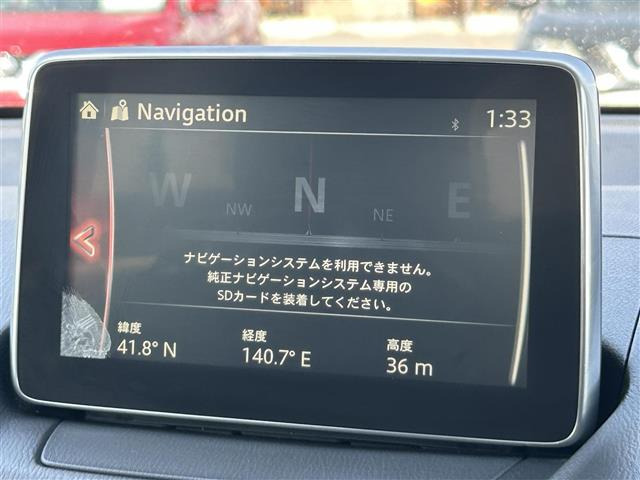 Navigation
1:33
W
NW
N
NE
E
ナビゲーションシステムを利用できません。
純正ナビゲーションシステム専用の
SDカードを装着してください。
緯度
経度
高度
41.8° N
140.7° E
36 m